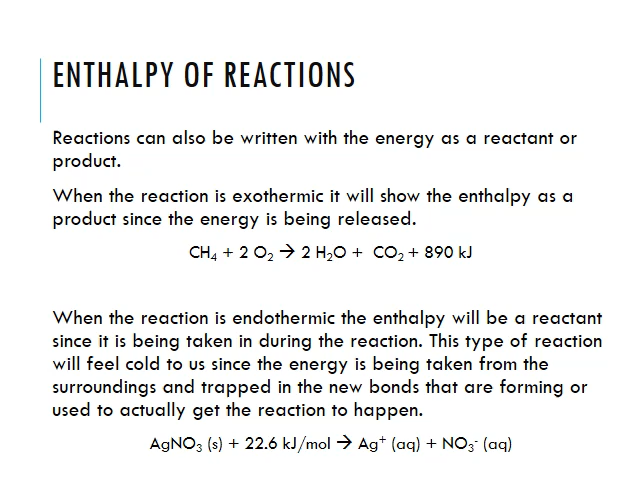 ENTHALPY OF REACTIONS
Reactions can also be written with the energy as a reactant or
product.
When the reaction is exothermic it will show the enthalpy as a
product since the energy is being released.
CH₄ + 2 O₂ → 2 H₂O + CO₂ + 890 kJ
When the reaction is endothermic the enthalpy will be a reactant
since it is being taken in during the reaction. This type of reaction
will feel cold to us since the energy is being taken from the
surroundings and trapped in the new bonds that are forming or
used to actually get the reaction to happen.
AgNO₃ (s) + 22.6 kJ/mol → Ag⁺ (aq) + NO₃⁻ (aq)